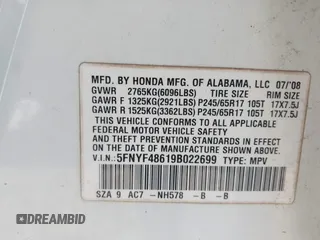 MFD. BY HONDA MFG. OF ALABAMA, LLC 07/'08
GVWR 2765KG(6096LBS) TIRE SIZE RIM SIZE
GAWR F 1325KG(2921LBS) P245/65R17 105T 17X7.5J
GAWR R 1525KG(3362LBS) P245/65R17 105T 17X7.5J
THIS VEHICLE CONFORMS TO ALL APPLICABLE
FEDERAL MOTOR VEHICLE SAFETY AND
THEFT PREVENTION STANDARDS IN EFFECT ON
THE DATE OF MANUFACTURE SHOWN ABOVE.
V.I.N.: 5FNYF48619B022699 TYPE: MPV
SZA 9 AC7 -NH578 -B -B
AUTOBIDMASTER